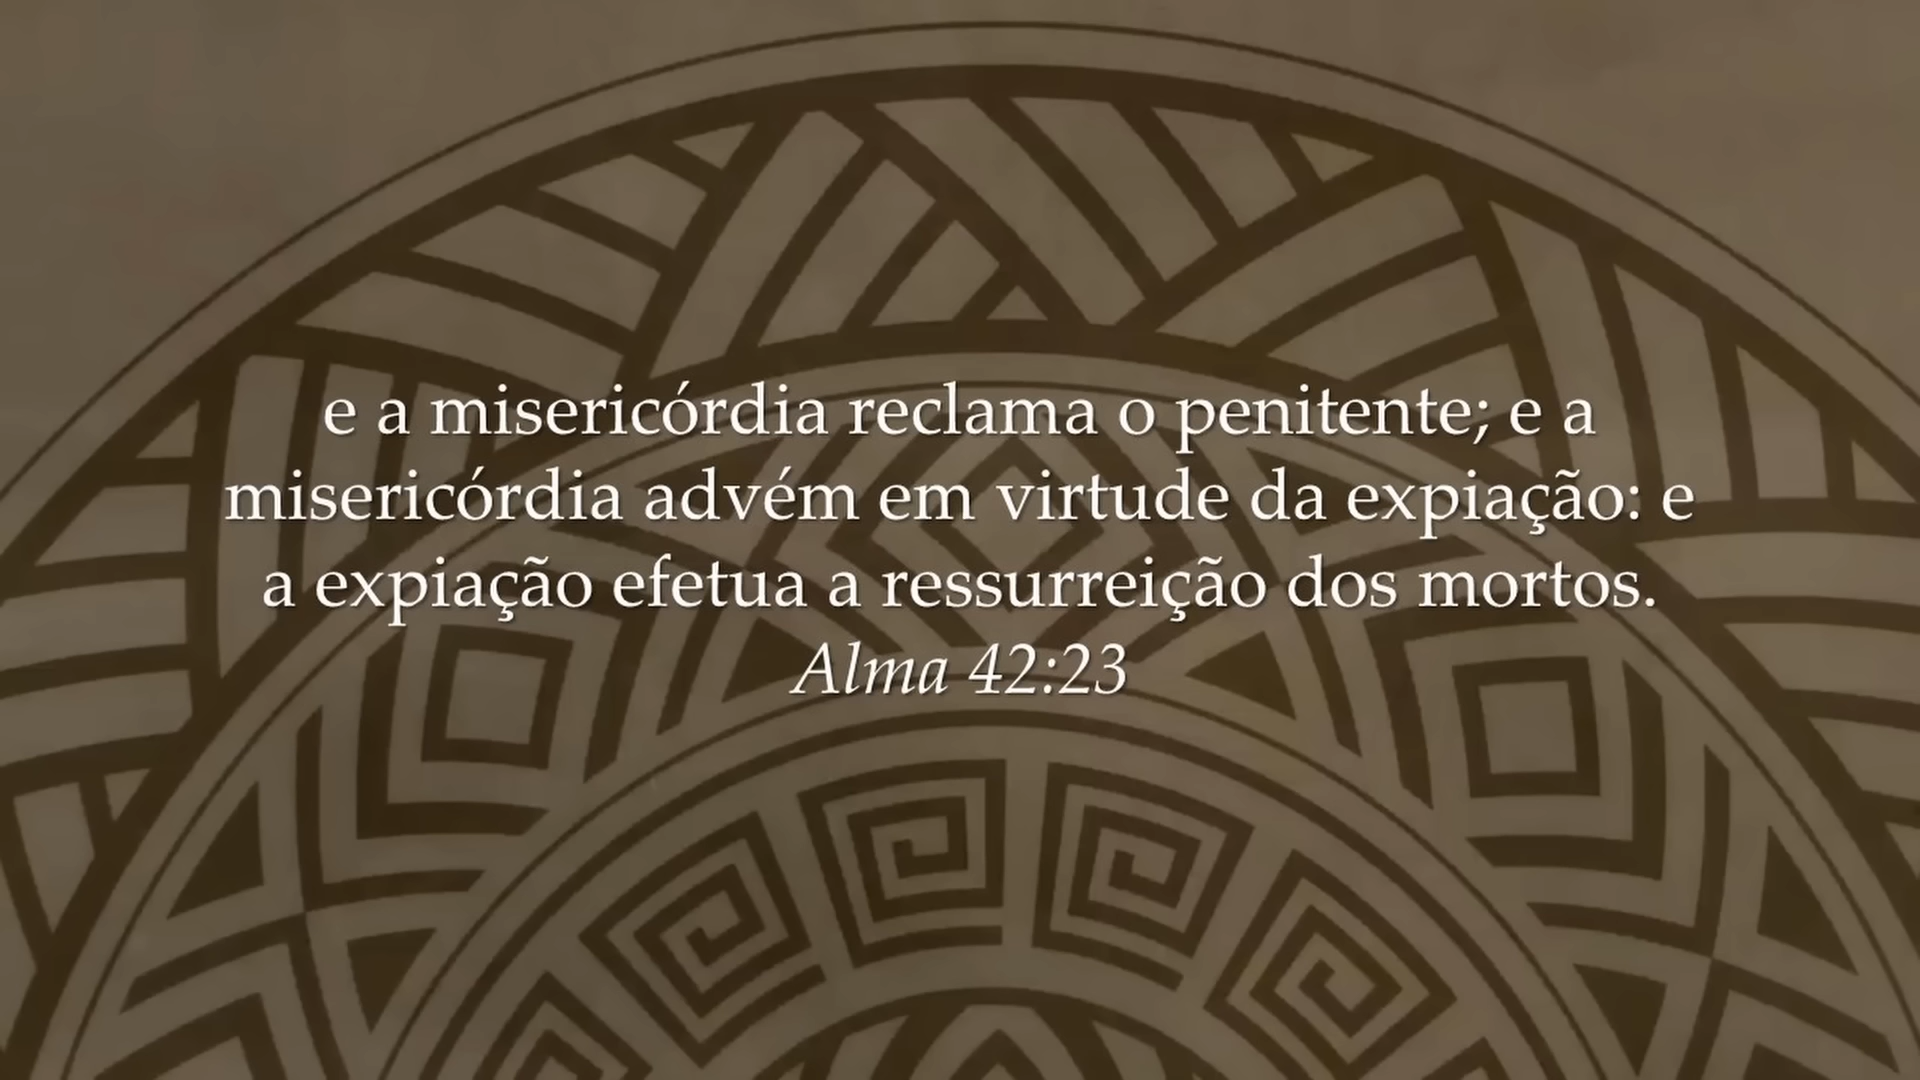 e a misericórdia reclama o penitente; e a
misericórdia advém em virtude da expiação: e
a expiação efetua a ressurreição dos mortos.
Alma 42:23